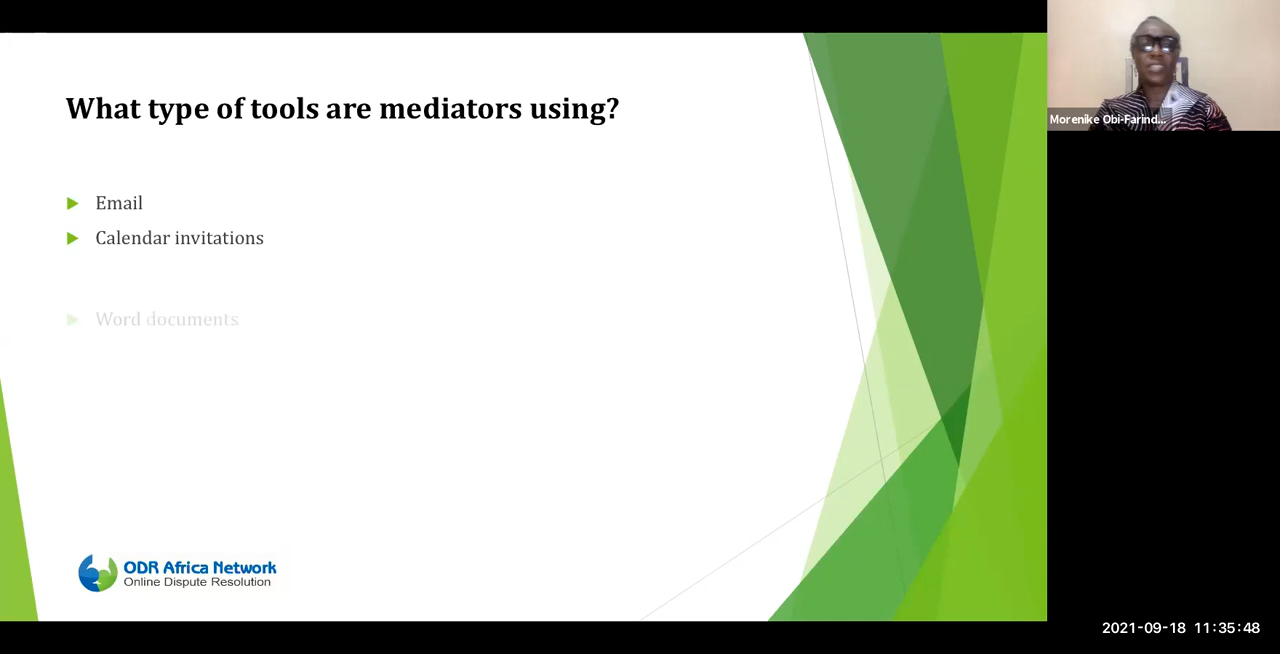 What type of tools are mediators using?
Email
Calendar invitations
Word documents
ODR Africa Network
Online Dispute Resolution
Morenike Obi-Farind...
2021-09-18 11:35:48